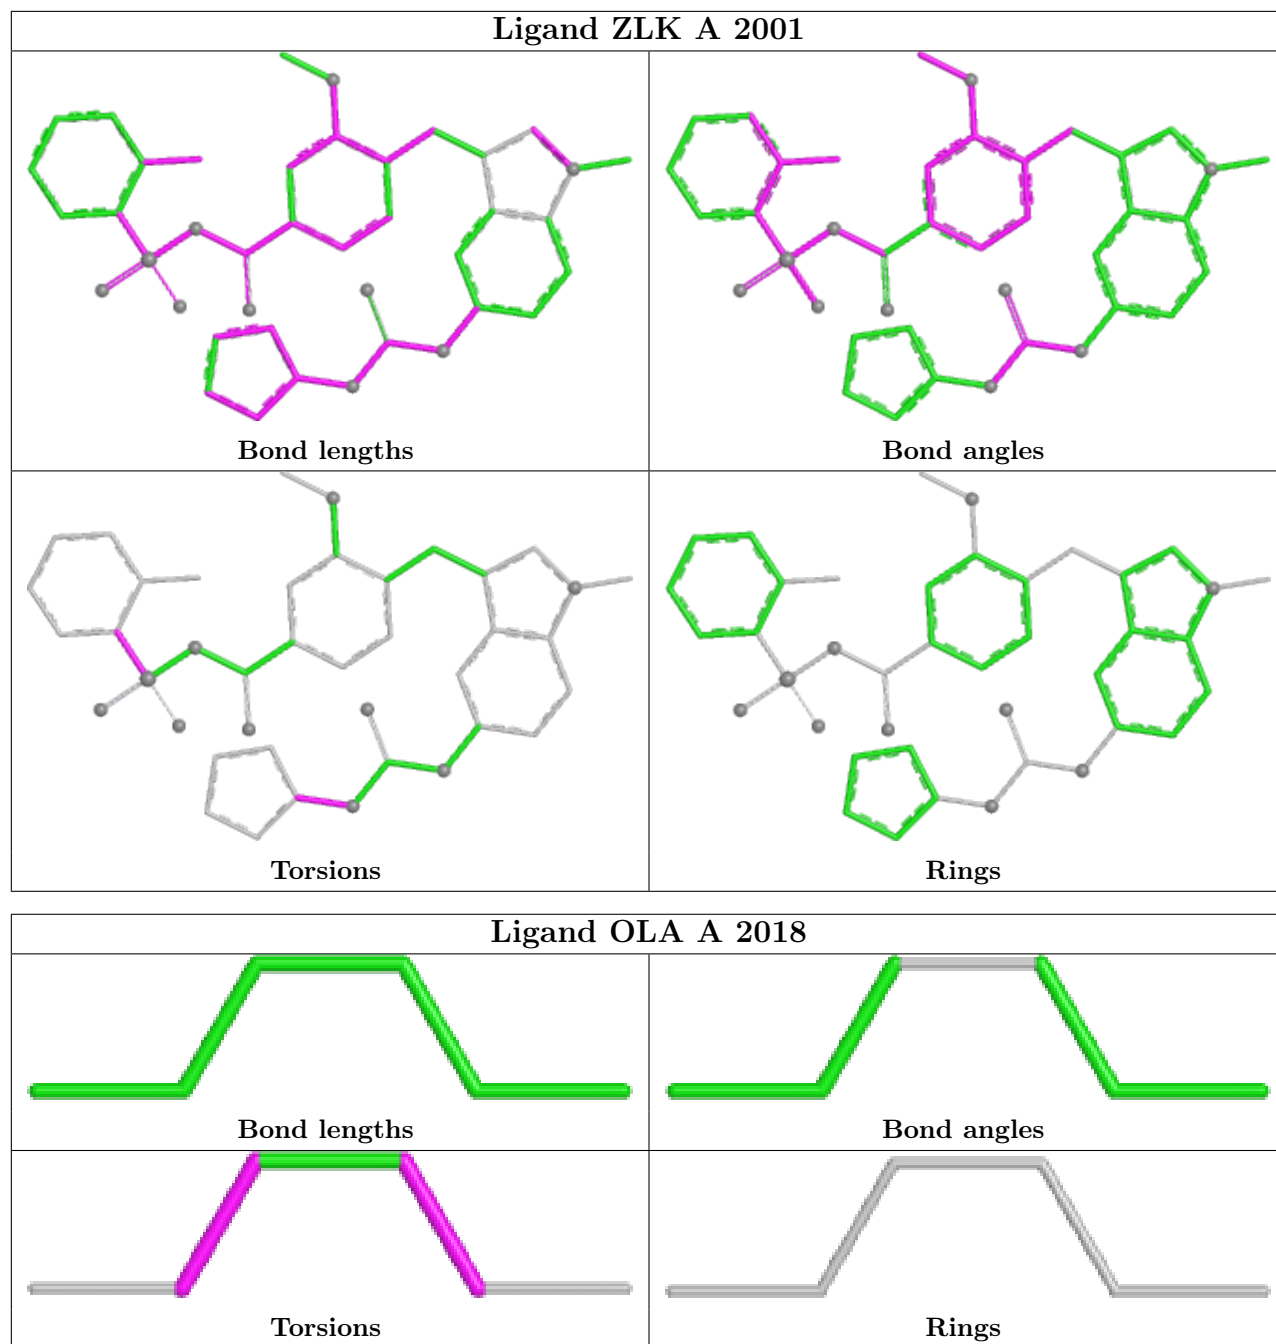 Ligand ZLK A 2001
Bond lengths
Bond angles
Torsions
Rings
Ligand OLA A 2018
Bond lengths
Bond angles
Torsions
Rings